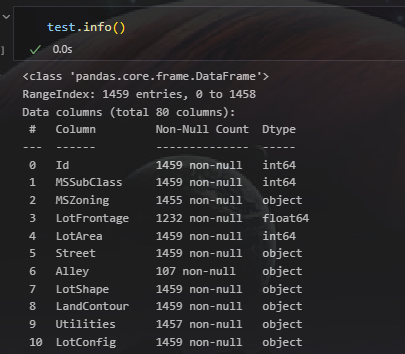 test.info()
0.0s
<class 'pandas.core.frame.DataFrame'>
RangeIndex: 1459 entries, 0 to 1458
Data columns (total 80 columns):
 #   Column         Non-Null Count  Dtype
---  ------         --------------  -----
 0   Id             1459 non-null   int64
 1   MSSubClass     1459 non-null   int64
 2   MSZoning       1455 non-null   object
 3   LotFrontage    1232 non-null   float64
 4   LotArea        1459 non-null   int64
 5   Street         1459 non-null   object
 6   Alley          107 non-null    object
 7   LotShape       1459 non-null   object
 8   LandContour    1459 non-null   object
 9   Utilities      1457 non-null   object
 10  LotConfig      1459 non-null   object